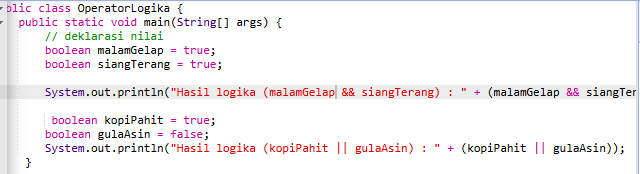 blic class OperatorLogika {
public static void main(String[] args) {
// deklarasi nilai
boolean malamGelap = true;
boolean siangTerang = true;
System.out.println("Hasil logika (malamGelap && siangTerang) : " + (malamGelap && siangTer
boolean kopiPahit = true;
boolean gulaAsin = false;
System.out.println("Hasil logika (kopiPahit || gulaAsin) : " + (kopiPahit || gulaAsin));
}